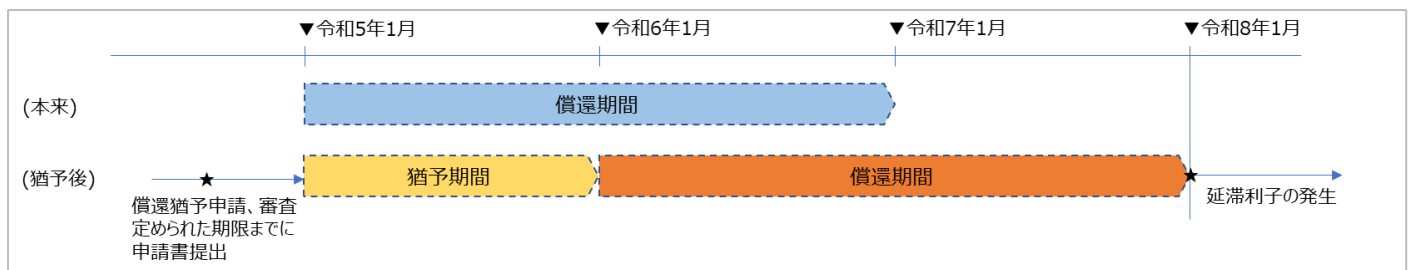 ▼令和5年1月 ▼令和6年1月 ▼令和7年1月 ▼令和8年1月
(本来) 償還期間
(猶予後) ★ 猶予期間 償還期間 ★
延滞利子の発生
償還猶予申請、審査
定められた期限までに
申請書提出